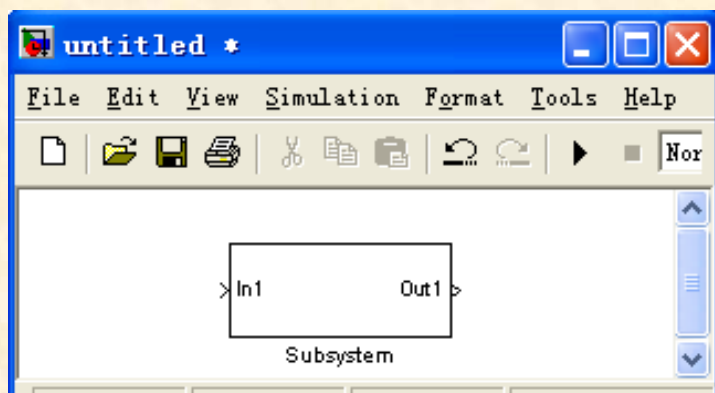 untitled *
File Edit View Simulation Format Tools Help
Nor
In1 Out1
Subsystem